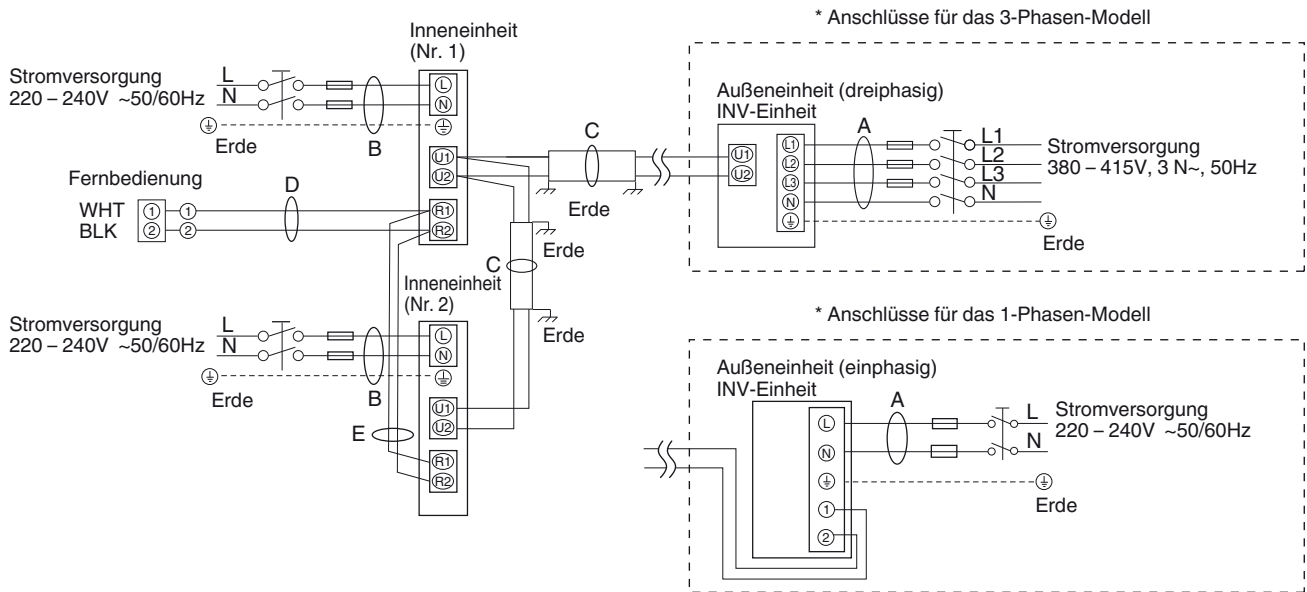 * Anschlüsse für das 3-Phasen-Modell
Inneneinheit
(Nr. 1)
Stromversorgung
220 – 240V ~50/60Hz
L
N
Erde
B
L
N
U1
U2
R1
R2
C
Erde
Fernbedienung
WHT
BLK
1
2
1
2
D
Außeneinheit (dreiphasig)
INV-Einheit
U1
U2
L1
L2
L3
N
A
L1
L2
L3
N
Stromversorgung
380 – 415V, 3 N~, 50Hz
Erde
C
Erde
Erde
Inneneinheit
(Nr. 2)
Stromversorgung
220 – 240V ~50/60Hz
L
N
Erde
B
L
N
U1
U2
R1
R2
E
* Anschlüsse für das 1-Phasen-Modell
Außeneinheit (einphasig)
INV-Einheit
L
N
1
2
A
L
N
Stromversorgung
220 – 240V ~50/60Hz
Erde